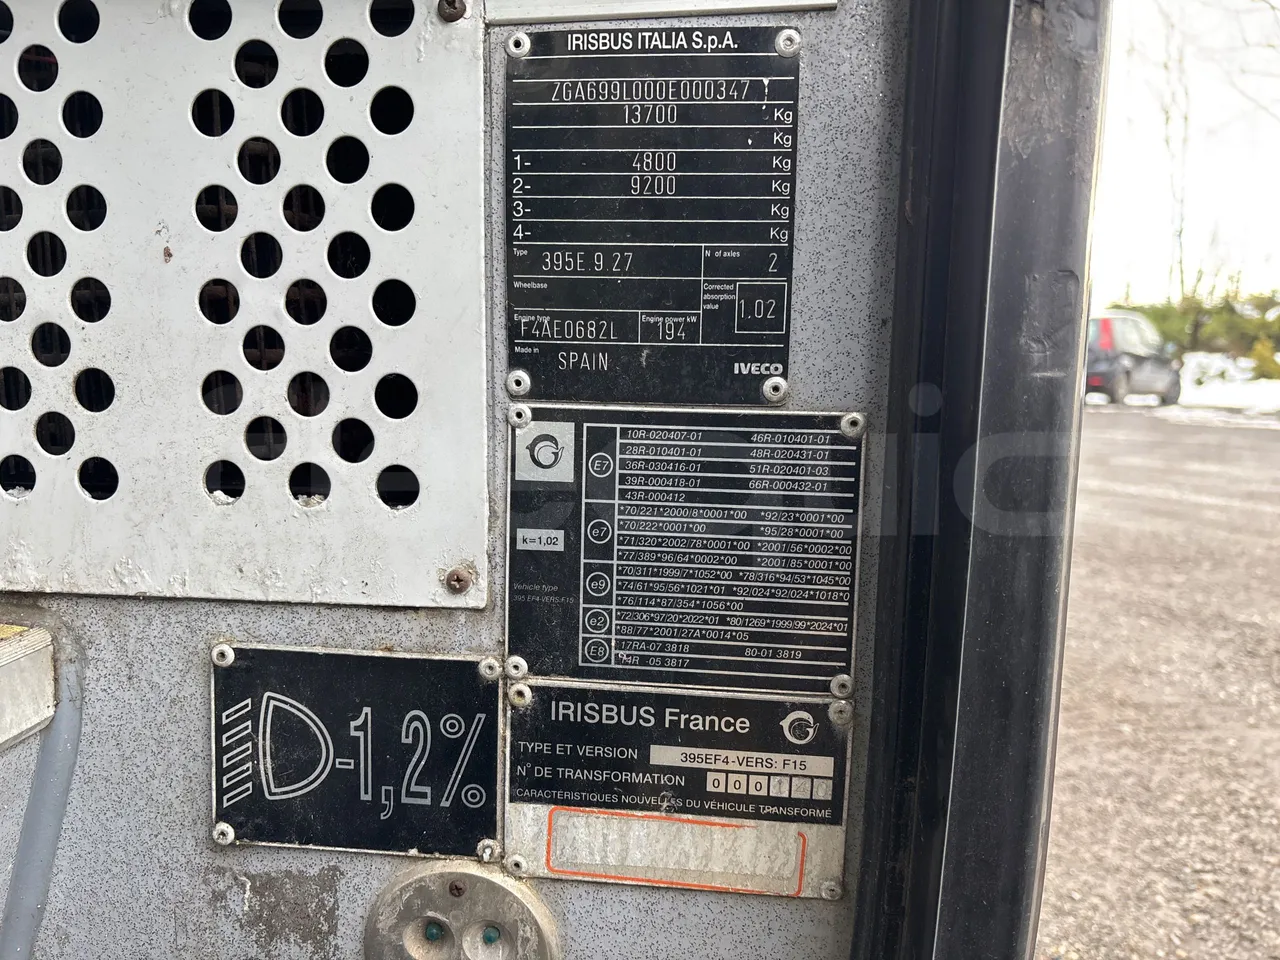 IRISBUS ITALIA S.p.A.
ZGA699L000E000347
13700 Kg
Kg
1- 4800 Kg
2- 9200 Kg
3- Kg
4- Kg
Type 395E.9.27 N of axles 2
Wheelbase
Corrected absorption value 1.02
Engine type F4AE0682L Engine power kW 194
Made in SPAIN
IVECO
10R-020407-01 46R-010401-01
28R-010401-01 48R-020431-01
E7 36R-030416-01 51R-020401-03
39R-000418-01 66R-000432-01
43R-000412
*70/221*2000/8*0001*00 *92/23*0001*00
k=1,02 e7 *70/222*0001*00 *95/28*0001*00
*71/320*2002/78*0001*00 *2001/56*0002*00
*77/389*96/64*0002*00 *2001/85*0001*00
*70/311*1999/7*1052*00 *78/316*94/53*1045*00
Vehicle type e9 *74/61*95/56*1021*01 *92/024*92/024*1018*0
395 EF4-VERS:F15 *76/114*87/354*1056*00
e2 *72/306*97/20*2022*01 *80/1269*1999/99*2024*01
*88/77*2001/27A*0014*05
E8 17RA-07 3818 80-01 3819
-05 3817
-1,2%
IRISBUS France
TYPE ET VERSION 395EF4-VERS: F15
N° DE TRANSFORMATION 000
CARACTÉRISTIQUES NOUVELLES DU VÉHICULE TRANSFORMÉ